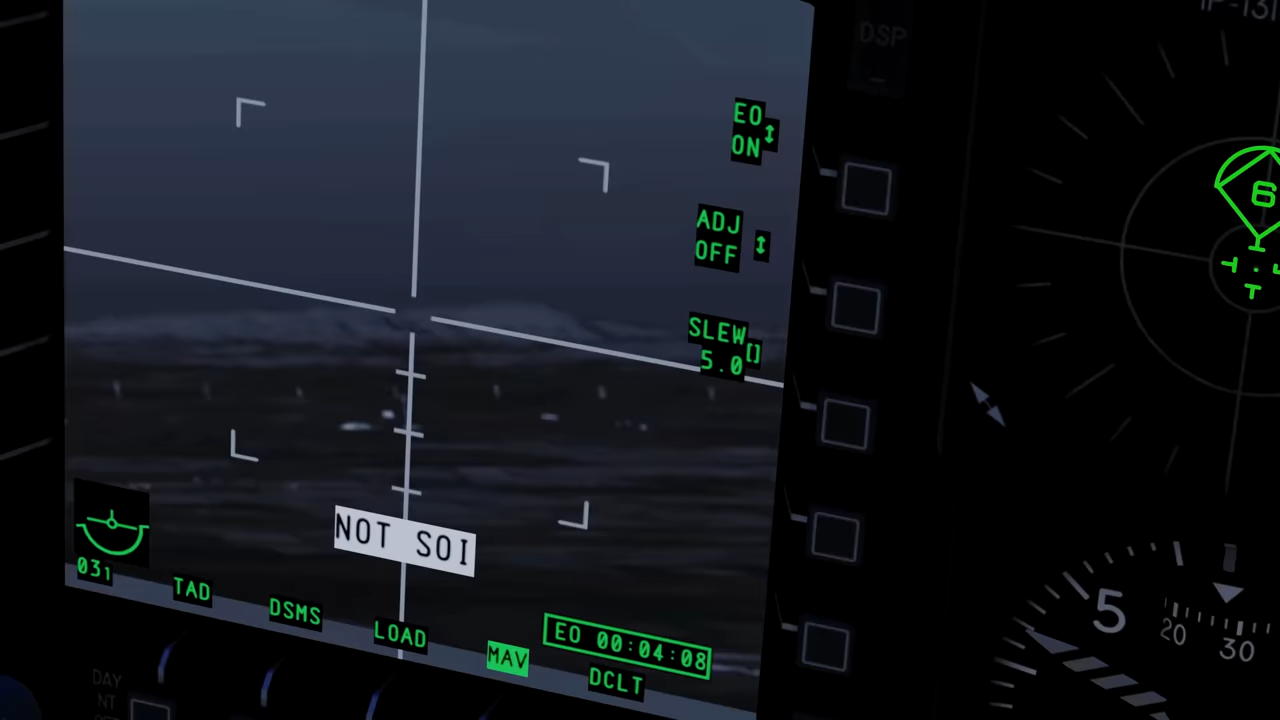 DSP
EO
ON
ADJ
OFF
SLEW
5.0
6
NOT SOI
031
TAD
DSMS
LOAD
MAV
EO 00:04:08
DCLT
DAY
NT
5
20
30